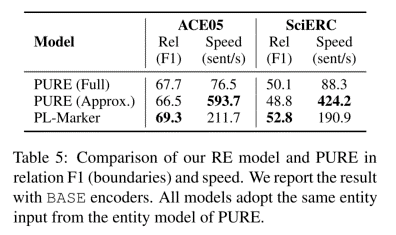 ACE05 SciERC
Model Rel Speed Rel Speed
(F1) (sent/s) (F1) (sent/s)
PURE (Full) 67.7 76.5 50.1 88.3
PURE (Approx.) 66.5 593.7 48.8 424.2
PL-Marker 69.3 211.7 52.8 190.9
Table 5: Comparison of our RE model and PURE in
relation F1 (boundaries) and speed. We report the result
with BASE encoders. All models adopt the same entity
input from the entity model of PURE.